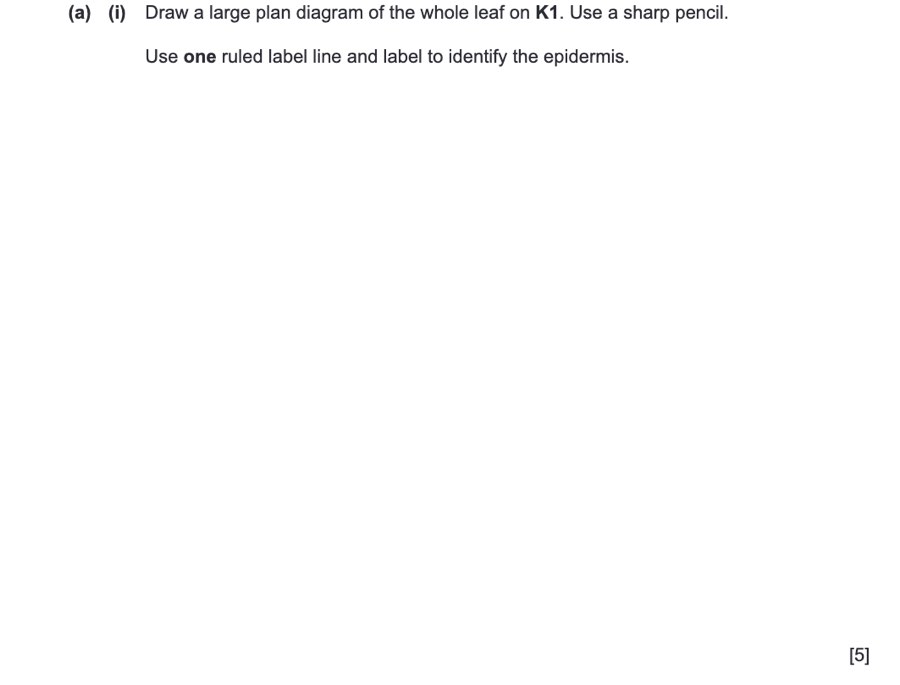 (a) (i) Draw a large plan diagram of the whole leaf on K1. Use a sharp pencil.
Use one ruled label line and label to identify the epidermis.
[5]